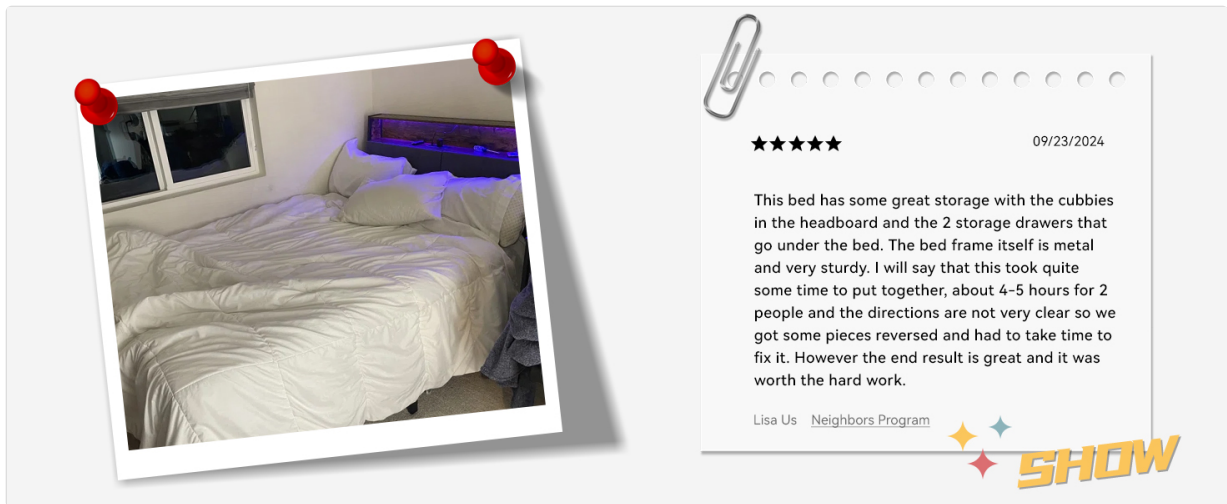 ★★★★★
09/23/2024
This bed has some great storage with the cubbies
in the headboard and the 2 storage drawers that
go under the bed. The bed frame itself is metal
and very sturdy. I will say that this took quite
some time to put together, about 4-5 hours for 2
people and the directions are not very clear so we
got some pieces reversed and had to take time to
fix it. However the end result is great and it was
worth the hard work.
Lisa Us Neighbors Program
SHOW